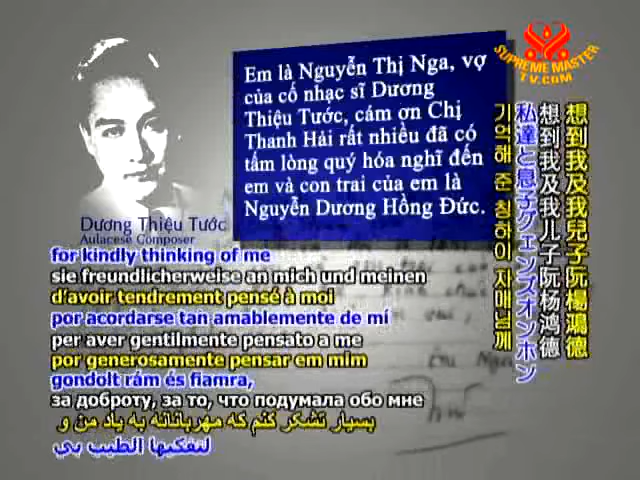 SUPREME MASTER
TV.COM
Em là Nguyễn Thị Nga, vợ
của cố nhạc sĩ Dương
Thiệu Tước, cám ơn Chị
Thanh Hải rất nhiều đã có
tấm lòng quý hóa nghĩ đến
em và con trai của em là
Nguyễn Dương Hồng Đức.
Dương Thiệu Tước
Aulacese Composer
for kindly thinking of me
sie freundlicherweise an mich und meinen
d'avoir tendrement pensé à moi
por acordarse tan amablemente de mí
per aver gentilmente pensato a me
por generosamente pensar em mim
gondolt rám és fiamra,
за доброту, за то, что подумала обо мне
بسیار تشکر کنم که مهربانانه به یاد من و
لتفكيرها الطيب بي
想到我及我兒子阮楊鴻德
想到我及我儿子阮杨鸿德
私達と息子グェンズオンホン
기억해 준 칭하이 자매님께